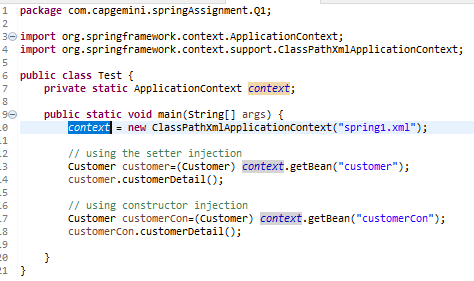 1 package com.capgemini.springAssignment.Q1;
2
3 import org.springframework.context.ApplicationContext;
4 import org.springframework.context.support.ClassPathXmlApplicationContext;
5
6 public class Test {
7 private static ApplicationContext context;
8
9 public static void main(String[] args) {
10 context = new ClassPathXmlApplicationContext("spring1.xml");
11
12 // using the setter injection
13 Customer customer=(Customer) context.getBean("customer");
14 customer.customerDetail();
15
16 // using constructor injection
17 Customer customerCon=(Customer) context.getBean("customerCon");
18 customerCon.customerDetail();
19
20 }
21 }